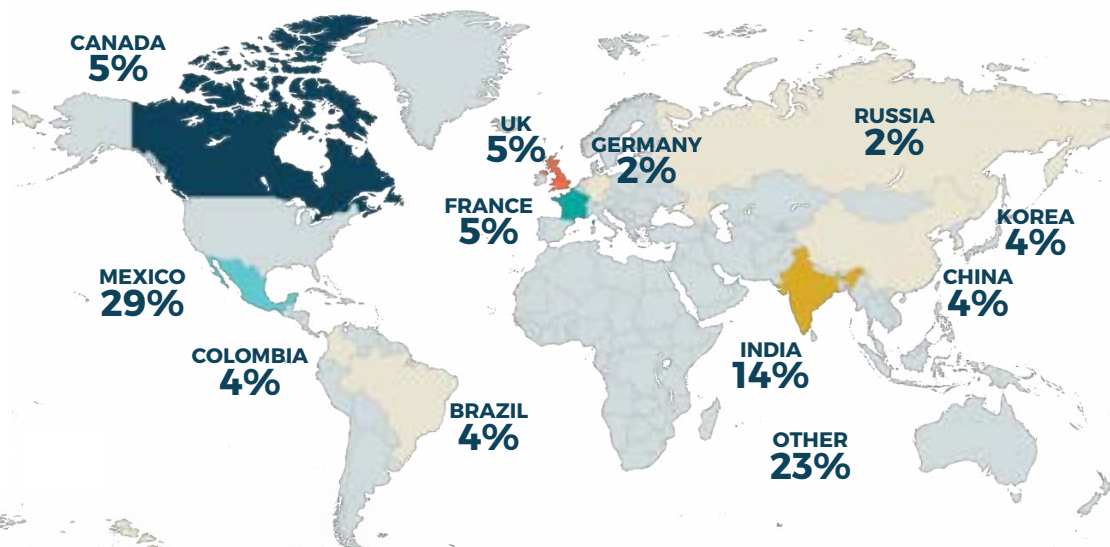 CANADA
5%
UK
5%
GERMANY
2%
RUSSIA
2%
FRANCE
5%
KOREA
4%
MEXICO
29%
CHINA
4%
COLOMBIA
4%
INDIA
14%
BRAZIL
4%
OTHER
23%